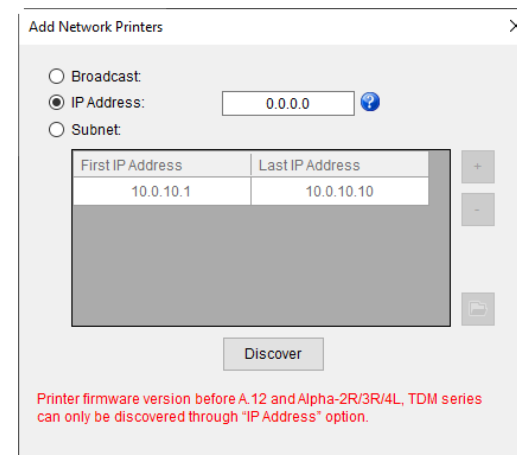 Add Network Printers
Broadcast:
IP Address: 0.0.0.0 ?
Subnet:
First IP Address Last IP Address
10.0.10.1 10.0.10.10
+
-
Discover
Printer firmware version before A.12 and Alpha-2R/3R/4L, TDM series
can only be discovered through “IP Address” option.